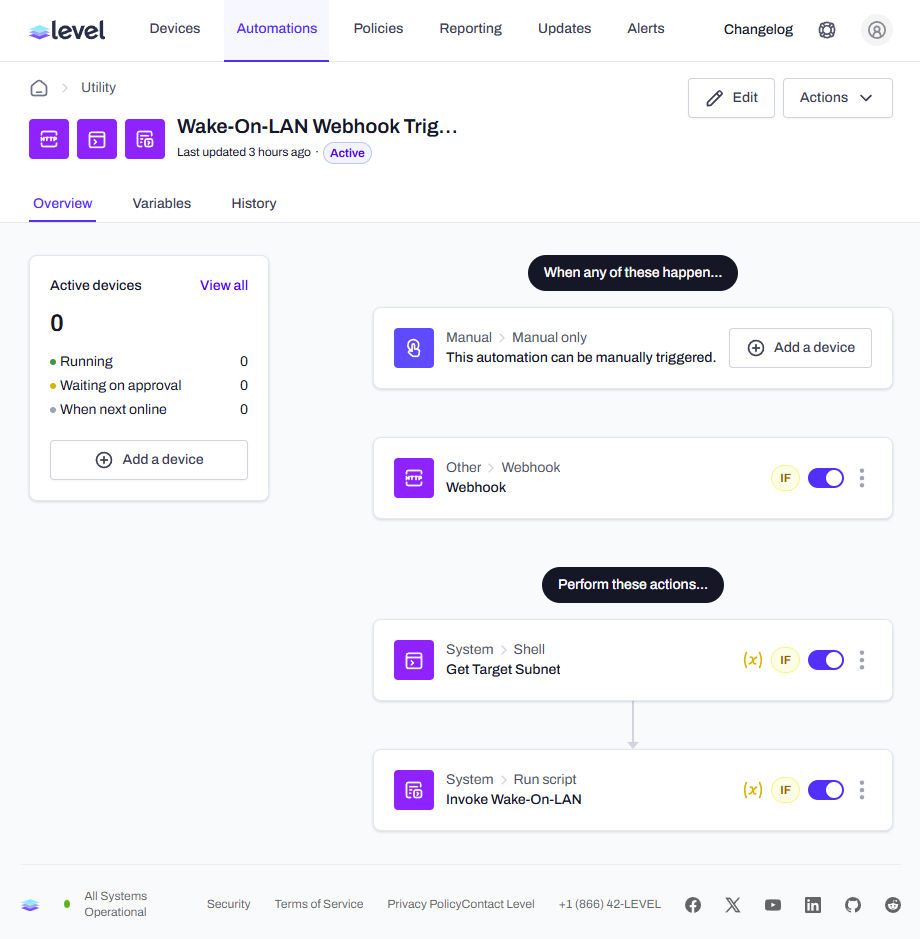 level
Devices
Automations
Policies
Reporting
Updates
Alerts
Changelog
Utility
Edit
Actions
HTTP
Wake-On-LAN Webhook Trig...
Last updated 3 hours ago · Active
Overview
Variables
History
Active devices
View all
0
Running 0
Waiting on approval 0
When next online 0
Add a device
When any of these happen...
Manual > Manual only
This automation can be manually triggered.
Add a device
HTTP
Other > Webhook
Webhook
IF
Perform these actions...
System > Shell
Get Target Subnet
(x) IF
System > Run script
Invoke Wake-On-LAN
(x) IF
All Systems
Operational
Security
Terms of Service
Privacy PolicyContact Level
+1 (866) 42-LEVEL